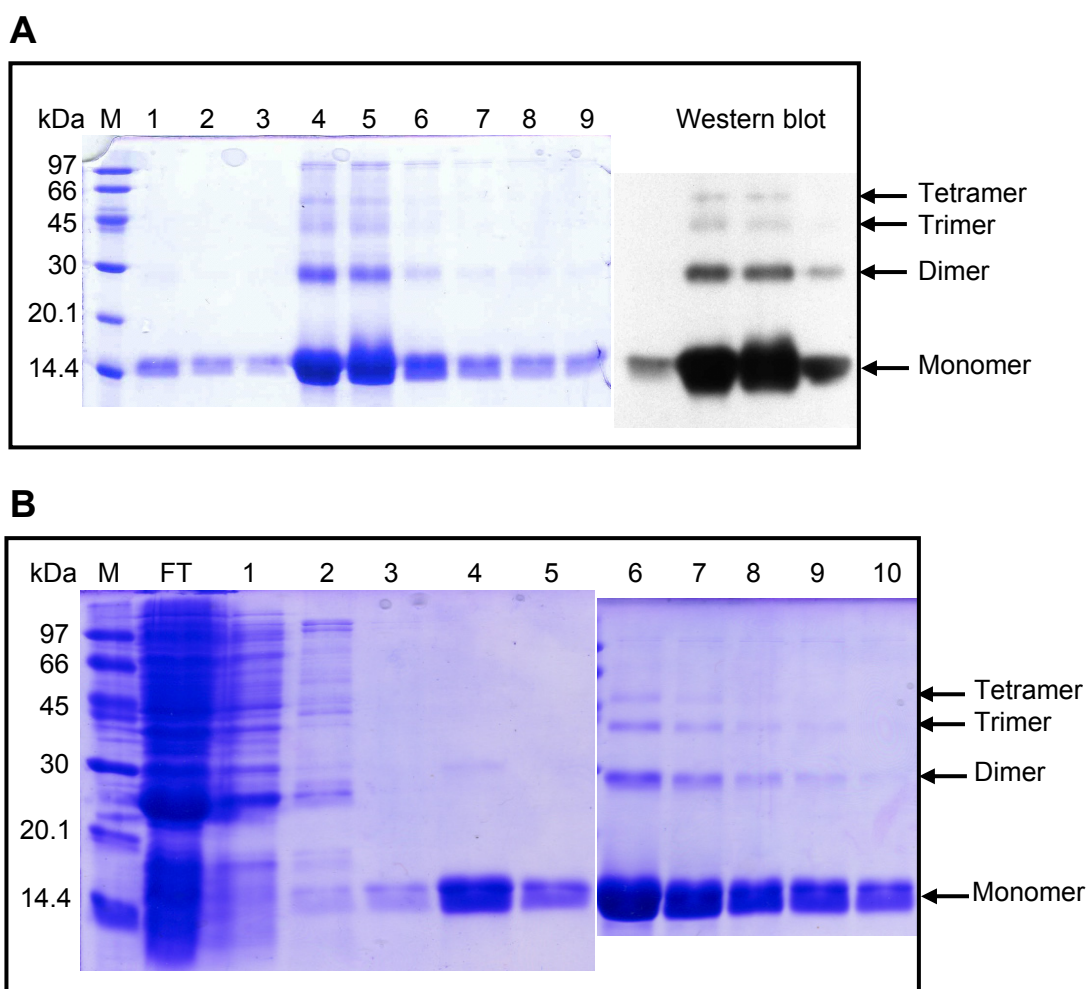 A
kDa M 1 2 3 4 5 6 7 8 9 Western blot
97
66
45
30
20.1
14.4
Tetramer
Trimer
Dimer
Monomer
B
kDa M FT 1 2 3 4 5 6 7 8 9 10
97
66
45
30
20.1
14.4
Tetramer
Trimer
Dimer
Monomer